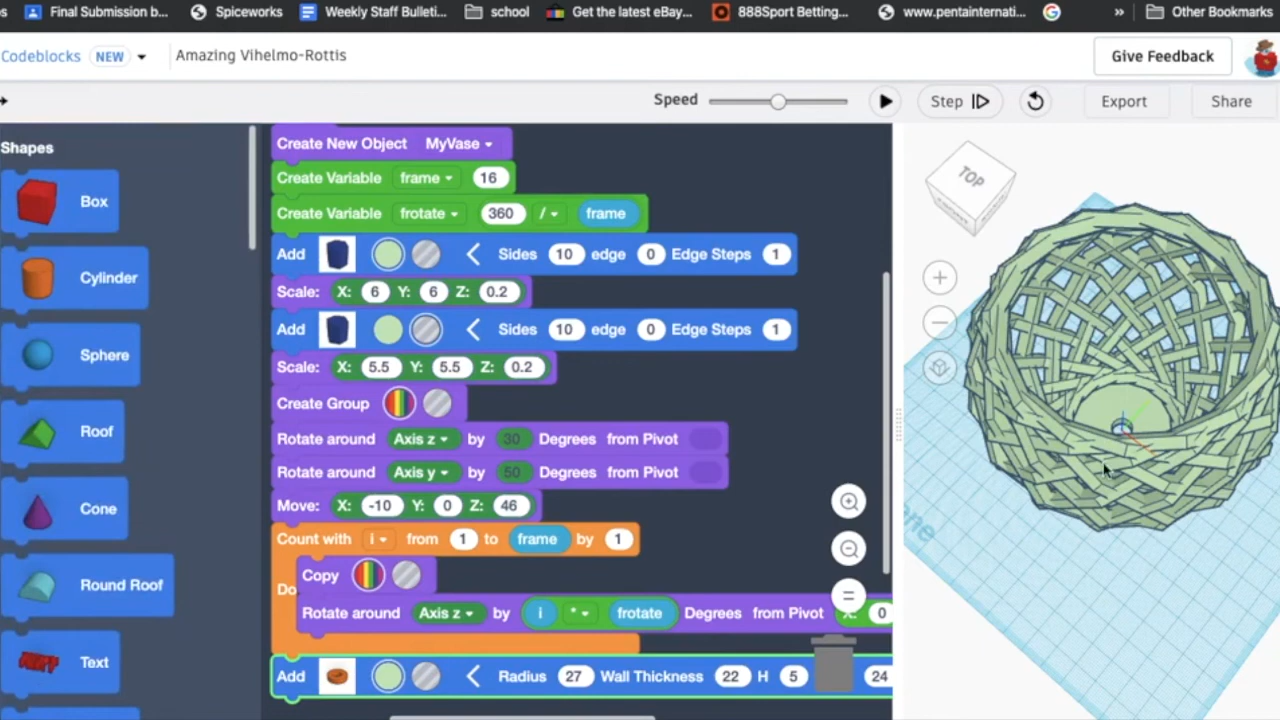 s Final Submission b... Spiceworks Weekly Staff Bulleti... school Get the latest eBay... 888Sport Betting... www.pentainternati... » Other Bookmarks
Codeblocks NEW Amazing Vihelmo-Rottis Give Feedback
Speed Step Export Share
Shapes
Box
Cylinder
Sphere
Roof
Cone
Round Roof
Text
Create New Object MyVase
Create Variable frame 16
Create Variable frotate 360 / frame
Add Sides 10 edge 0 Edge Steps 1
Scale: X: 6 Y: 6 Z: 0.2
Add Sides 10 edge 0 Edge Steps 1
Scale: X: 5.5 Y: 5.5 Z: 0.2
Create Group
Rotate around Axis z by 30 Degrees from Pivot
Rotate around Axis y by 50 Degrees from Pivot
Move: X: -10 Y: 0 Z: 46
Count with i from 1 to frame by 1
Do
Copy
Rotate around Axis z by i * frotate Degrees from Pivot X: 0
Add Radius 27 Wall Thickness 22 H 5 24
TOP
ne